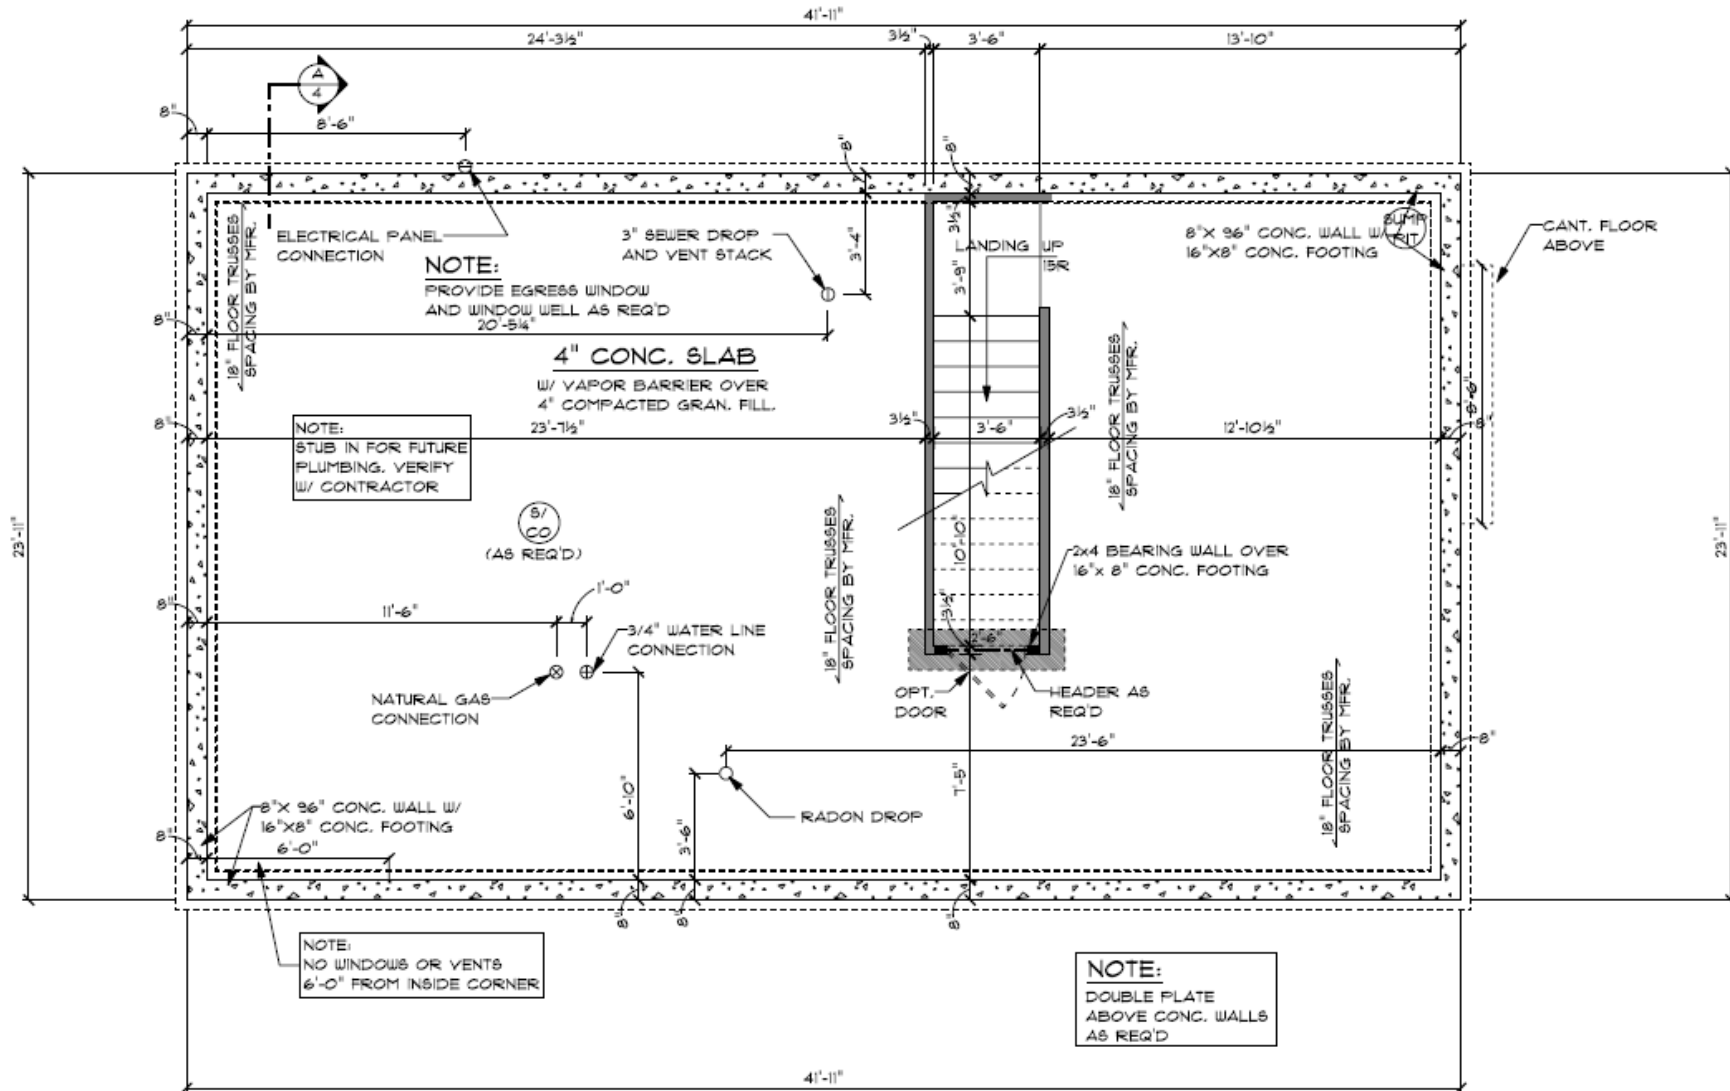 41'-11"
24'-3½"
3½"
3'-6"
13'-10"
A
4
8"
8'-6"
8"
8"
ELECTRICAL PANEL
CONNECTION
3" SEWER DROP
AND VENT STACK
3'-4"
3½"
LANDING UP
15R
3'-9"
8"X 96" CONC. WALL W/
16"X8" CONC. FOOTING
SUMP
PIT
CANT. FLOOR
ABOVE
18" FLOOR TRUSSES
SPACING BY MFR.
NOTE:
PROVIDE EGRESS WINDOW
AND WINDOW WELL AS REQ'D
8"
20'-5¼"
4" CONC. SLAB
W/ VAPOR BARRIER OVER
4" COMPACTED GRAN. FILL.
8"
23'-7½"
3½"
3'-6"
3½"
12'-10½"
8"
18" FLOOR TRUSSES
SPACING BY MFR.
NOTE:
STUB IN FOR FUTURE
PLUMBING. VERIFY
W/ CONTRACTOR
S/
CO
(AS REQ'D)
23'-11"
23'-11"
18" FLOOR TRUSSES
SPACING BY MFR.
10'-10"
2x4 BEARING WALL OVER
16"x 8" CONC. FOOTING
8"
11'-6"
1'-0"
3/4" WATER LINE
CONNECTION
3½"
2'-6"
NATURAL GAS
CONNECTION
OPT.
DOOR
HEADER AS
REQ'D
23'-6"
8"
18" FLOOR TRUSSES
SPACING BY MFR.
6'-10"
7'-5"
3'-6"
RADON DROP
8"X 96" CONC. WALL W/
16"X8" CONC. FOOTING
8"
6'-0"
8"
8"
8"
NOTE:
NO WINDOWS OR VENTS
6'-0" FROM INSIDE CORNER
NOTE:
DOUBLE PLATE
ABOVE CONC. WALLS
AS REQ'D
41'-11"